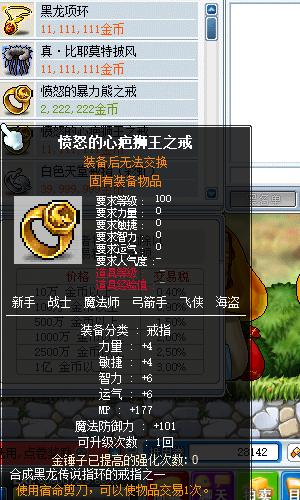 黑龙项环
11,111,111金币
真·比耶莫特披风
11,111,111金币
愤怒的暴力熊之戒
2,222,222金币
愤怒的心疤狮王之戒
装备后无法交换
固有装备物品
要求等级: 100
要求力量: 0
要求敏捷: 0
要求智力: 0
要求运气: 0
要求人气度: -
道具等级:
道具经验值
新手 战士 魔法师 弓箭手 飞侠 海盗
装备分类 : 戒指
力量 : +4
敏捷 : +4
智力 : +6
运气 : +6
MP : +177
魔法防御力 : +101
可升级次数 : 1回
金锤子已提高的强化次数: 0
合成黑龙传说指环的戒指之一
使用宿命剪刀，可以使物品交易1次。